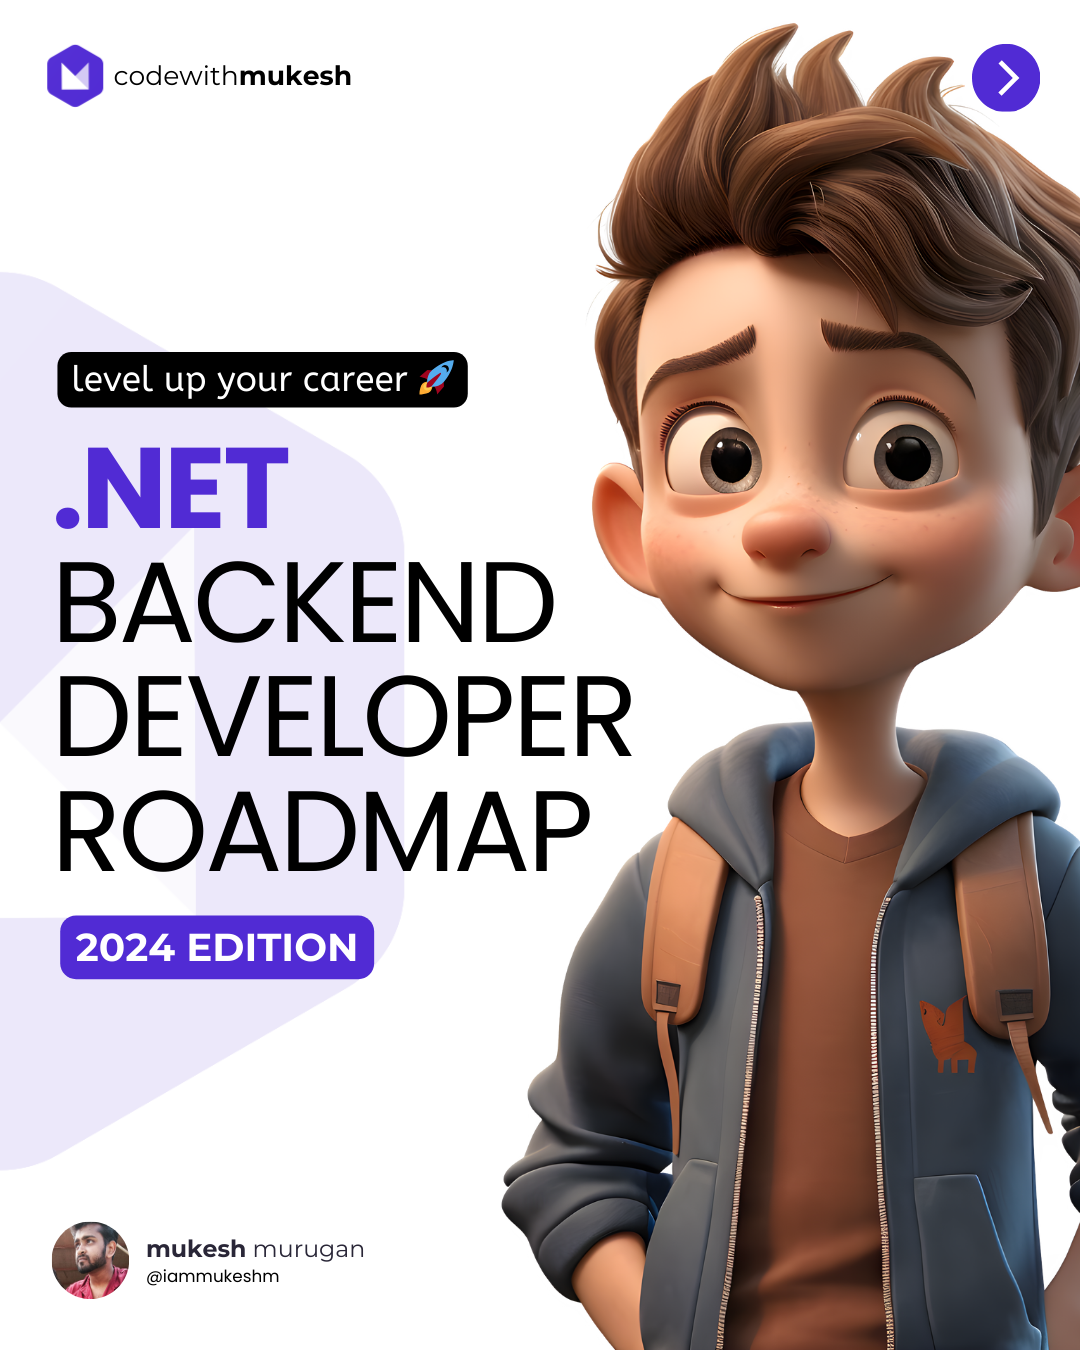 codewithmukesh
level up your career 🚀
.NET
BACKEND
DEVELOPER
ROADMAP
2024 EDITION
mukesh murugan
@iammukeshm